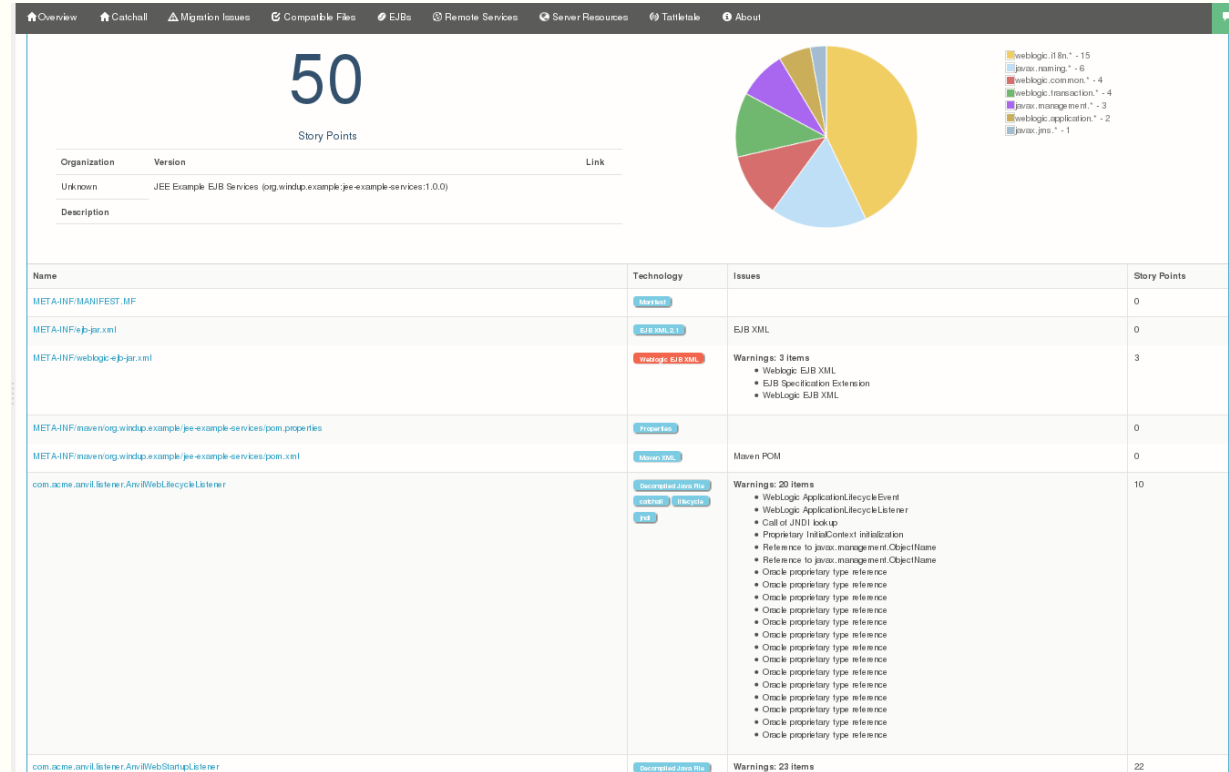 Overview Catchall Migration Issues Compatible Files EJBs Remote Services Server Resources Tattletale About
50
Story Points
weblogic.i18n.* - 15
javax.naming.* - 6
weblogic.common.* - 4
weblogic.transaction.* - 4
javax.management.* - 3
weblogic.application.* - 2
javax.jms.* - 1
Organization Version Link
Unknown JEE Example EJB Services (org.windup.example:jee-example-services:1.0.0)
Description
Name Technology Issues Story Points
META-INF/MANIFEST.MF Manifest 0
META-INF/ejb-jar.xml EJB XML 2.1 EJB XML 0
META-INF/weblogic-ejb-jar.xml Weblogic EJB XML Warnings: 3 items 3
Weblogic EJB XML
EJB Specification Extension
WebLogic EJB XML
META-INF/maven/org.windup.example/jee-example-services/pom.properties Properties 0
META-INF/maven/org.windup.example/jee-example-services/pom.xml Maven XML Maven POM 0
com.acme.anvil.listener.AnvilWebLifecycleListener Decompiled Java File Warnings: 20 items 10
catchall lifecycle WebLogic ApplicationLifecycleEvent
WebLogic ApplicationLifecycleListener
jndi Call of JNDI lookup
Proprietary InitialContext initialization
Reference to javax.management.ObjectName
Reference to javax.management.ObjectName
Oracle proprietary type reference
Oracle proprietary type reference
Oracle proprietary type reference
Oracle proprietary type reference
Oracle proprietary type reference
Oracle proprietary type reference
Oracle proprietary type reference
Oracle proprietary type reference
Oracle proprietary type reference
Oracle proprietary type reference
Oracle proprietary type reference
Oracle proprietary type reference
Oracle proprietary type reference
Oracle proprietary type reference
com.acme.anvil.listener.AnvilWebStartupListener Decompiled Java File Warnings: 23 items 22